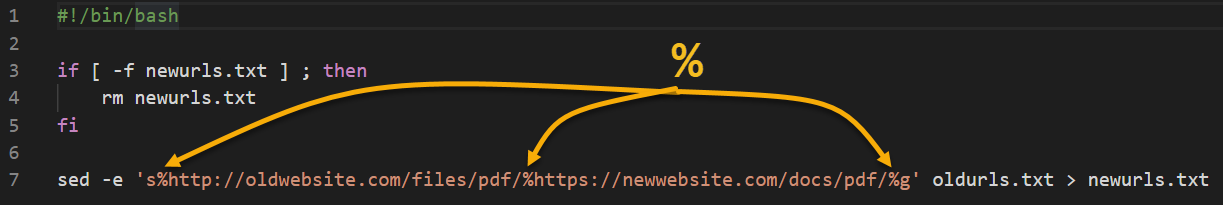 1 #!/bin/bash
2
%
3 if [ -f newurls.txt ] ; then
4 rm newurls.txt
5 fi
6
7 sed -e 's%http://oldwebsite.com/files/pdf/%https://newwebsite.com/docs/pdf/%g' oldurls.txt > newurls.txt